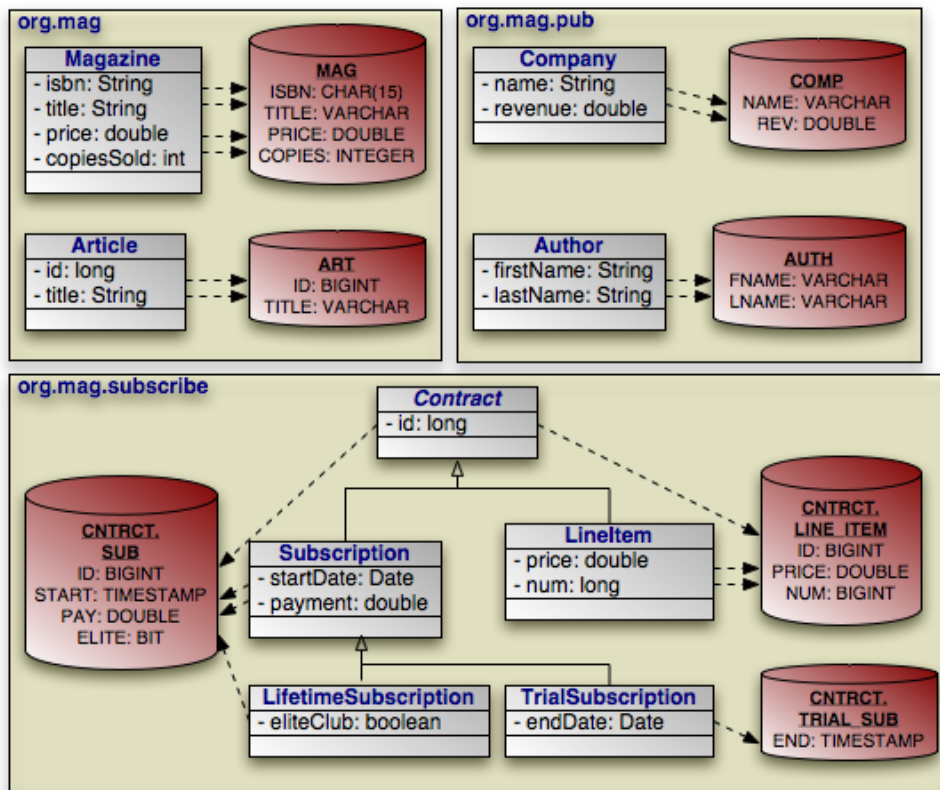 org.mag
Magazine
- isbn: String
- title: String
- price: double
- copiesSold: int
MAG
ISBN: CHAR(15)
TITLE: VARCHAR
PRICE: DOUBLE
COPIES: INTEGER
Article
- id: long
- title: String
ART
ID: BIGINT
TITLE: VARCHAR
org.mag.pub
Company
- name: String
- revenue: double
COMP
NAME: VARCHAR
REV: DOUBLE
Author
- firstName: String
- lastName: String
AUTH
FNAME: VARCHAR
LNAME: VARCHAR
org.mag.subscribe
Contract
- id: long
CNTRCT.
SUB
ID: BIGINT
START: TIMESTAMP
PAY: DOUBLE
ELITE: BIT
Subscription
- startDate: Date
- payment: double
LineItem
- price: double
- num: long
CNTRCT.
LINE_ITEM
ID: BIGINT
PRICE: DOUBLE
NUM: BIGINT
LifetimeSubscription
- eliteClub: boolean
TrialSubscription
- endDate: Date
CNTRCT.
TRIAL_SUB
END: TIMESTAMP